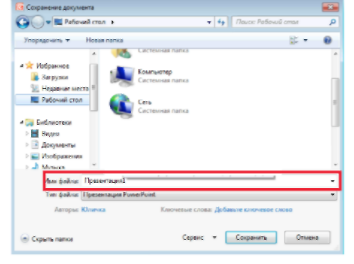 Сохранение документа
Рабочий стол
Поиск: Рабочий стол
Упорядочить
Новая папка
Системная папка
Избранное
Загрузки
Недавние места
Рабочий стол
Компьютер
Системная папка
Сеть
Системная папка
Библиотеки
Видео
Документы
Изображения
Музыка
Имя файла: Презентация1
Тип файла: Презентация PowerPoint
Авторы:
Ключевые слова: Добавьте ключевое слово
Скрыть папки
Сервис
Сохранить
Отмена